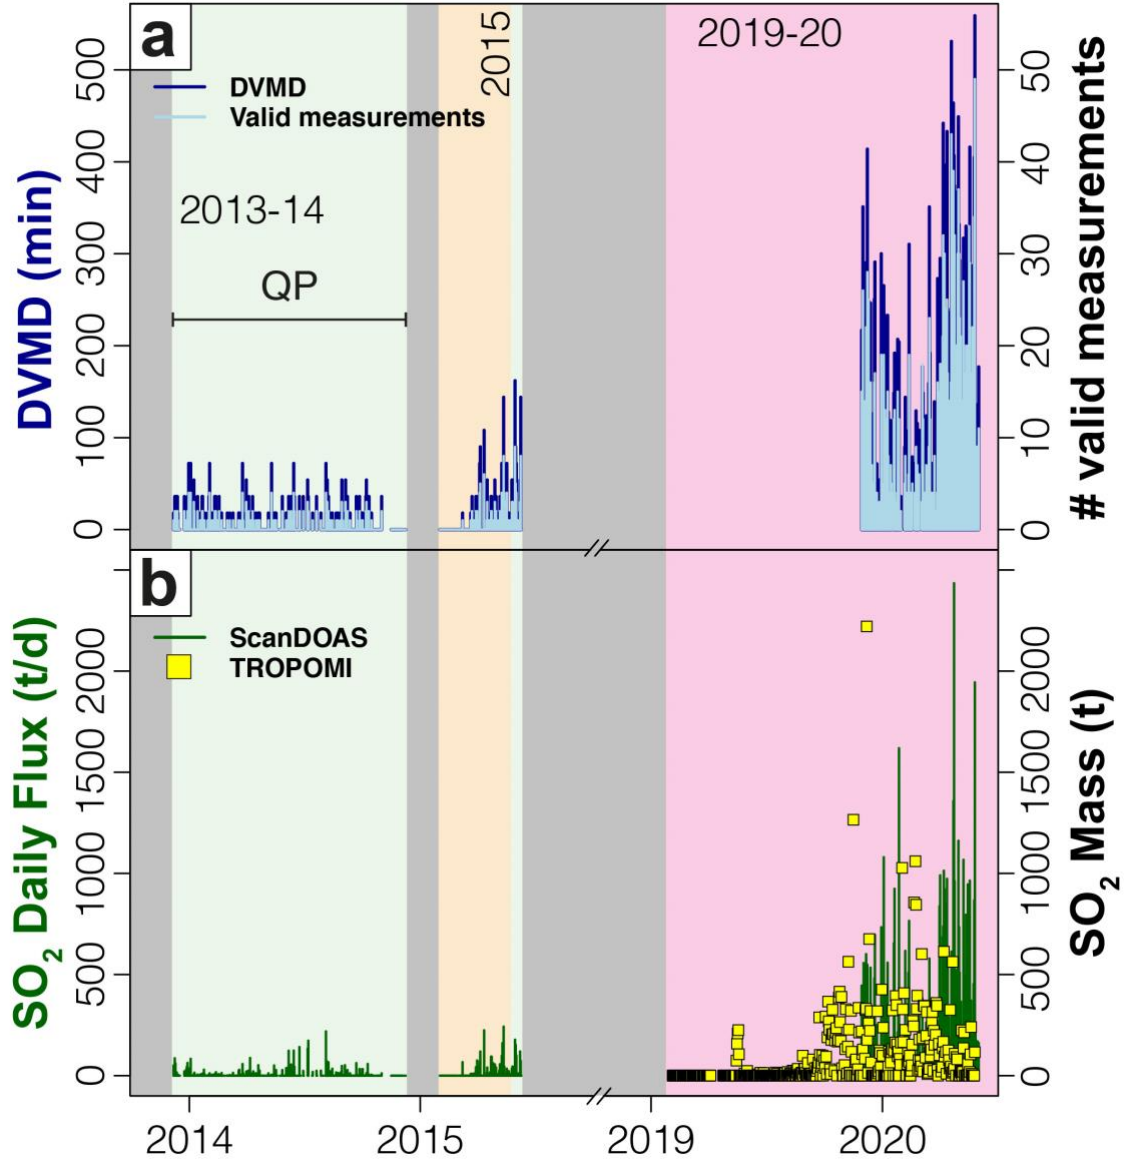 a
2015
2019-20
DVMD
Valid measurements
2013-14
QP
DVMD (min)
0 100 200 300 400 500
# valid measurements
0 10 20 30 40 50
b
ScanDOAS
TROPOMI
SO₂ Daily Flux (t/d)
0 500 1000 1500 2000
SO₂ Mass (t)
0 500 1000 1500 2000
2014 2015 2019 2020